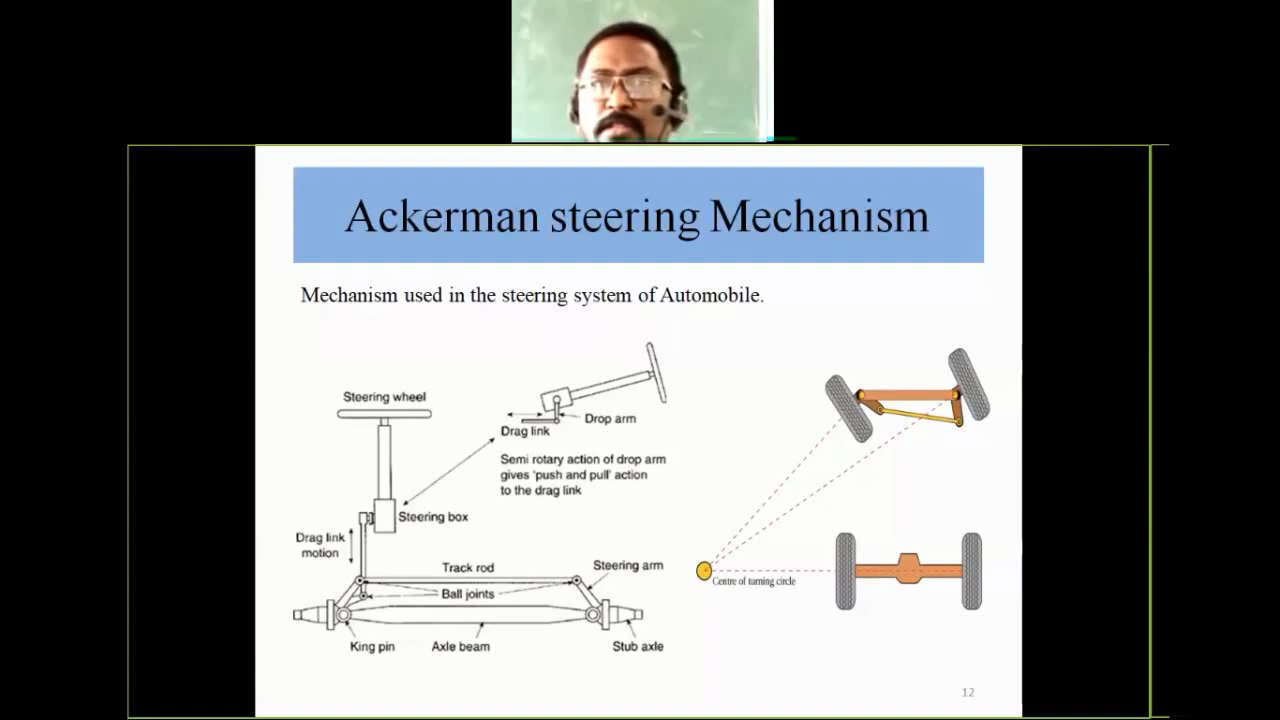 Ackerman steering Mechanism
Mechanism used in the steering system of Automobile.
Steering wheel
Drop arm
Drag link
Semi rotary action of drop arm
gives 'push and pull' action
to the drag link
Steering box
Drag link
motion
Track rod
Steering arm
Ball joints
King pin
Axle beam
Stub axle
Centre of turning circle
12